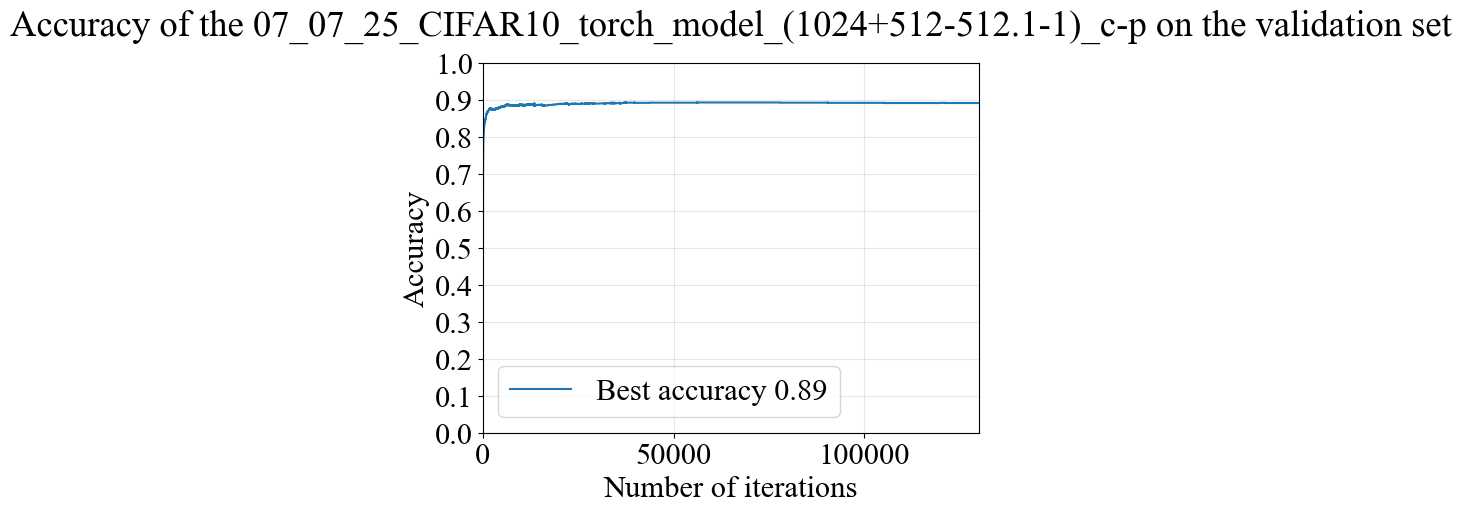 Accuracy of the 07_07_25_CIFAR10_torch_model_(1024+512-512.1-1)_c-p on the validation set
1.0
0.9
0.8
0.7
0.6
0.5
0.4
0.3
0.2
0.1
0.0
Accuracy
Best accuracy 0.89
0 50000 100000
Number of iterations